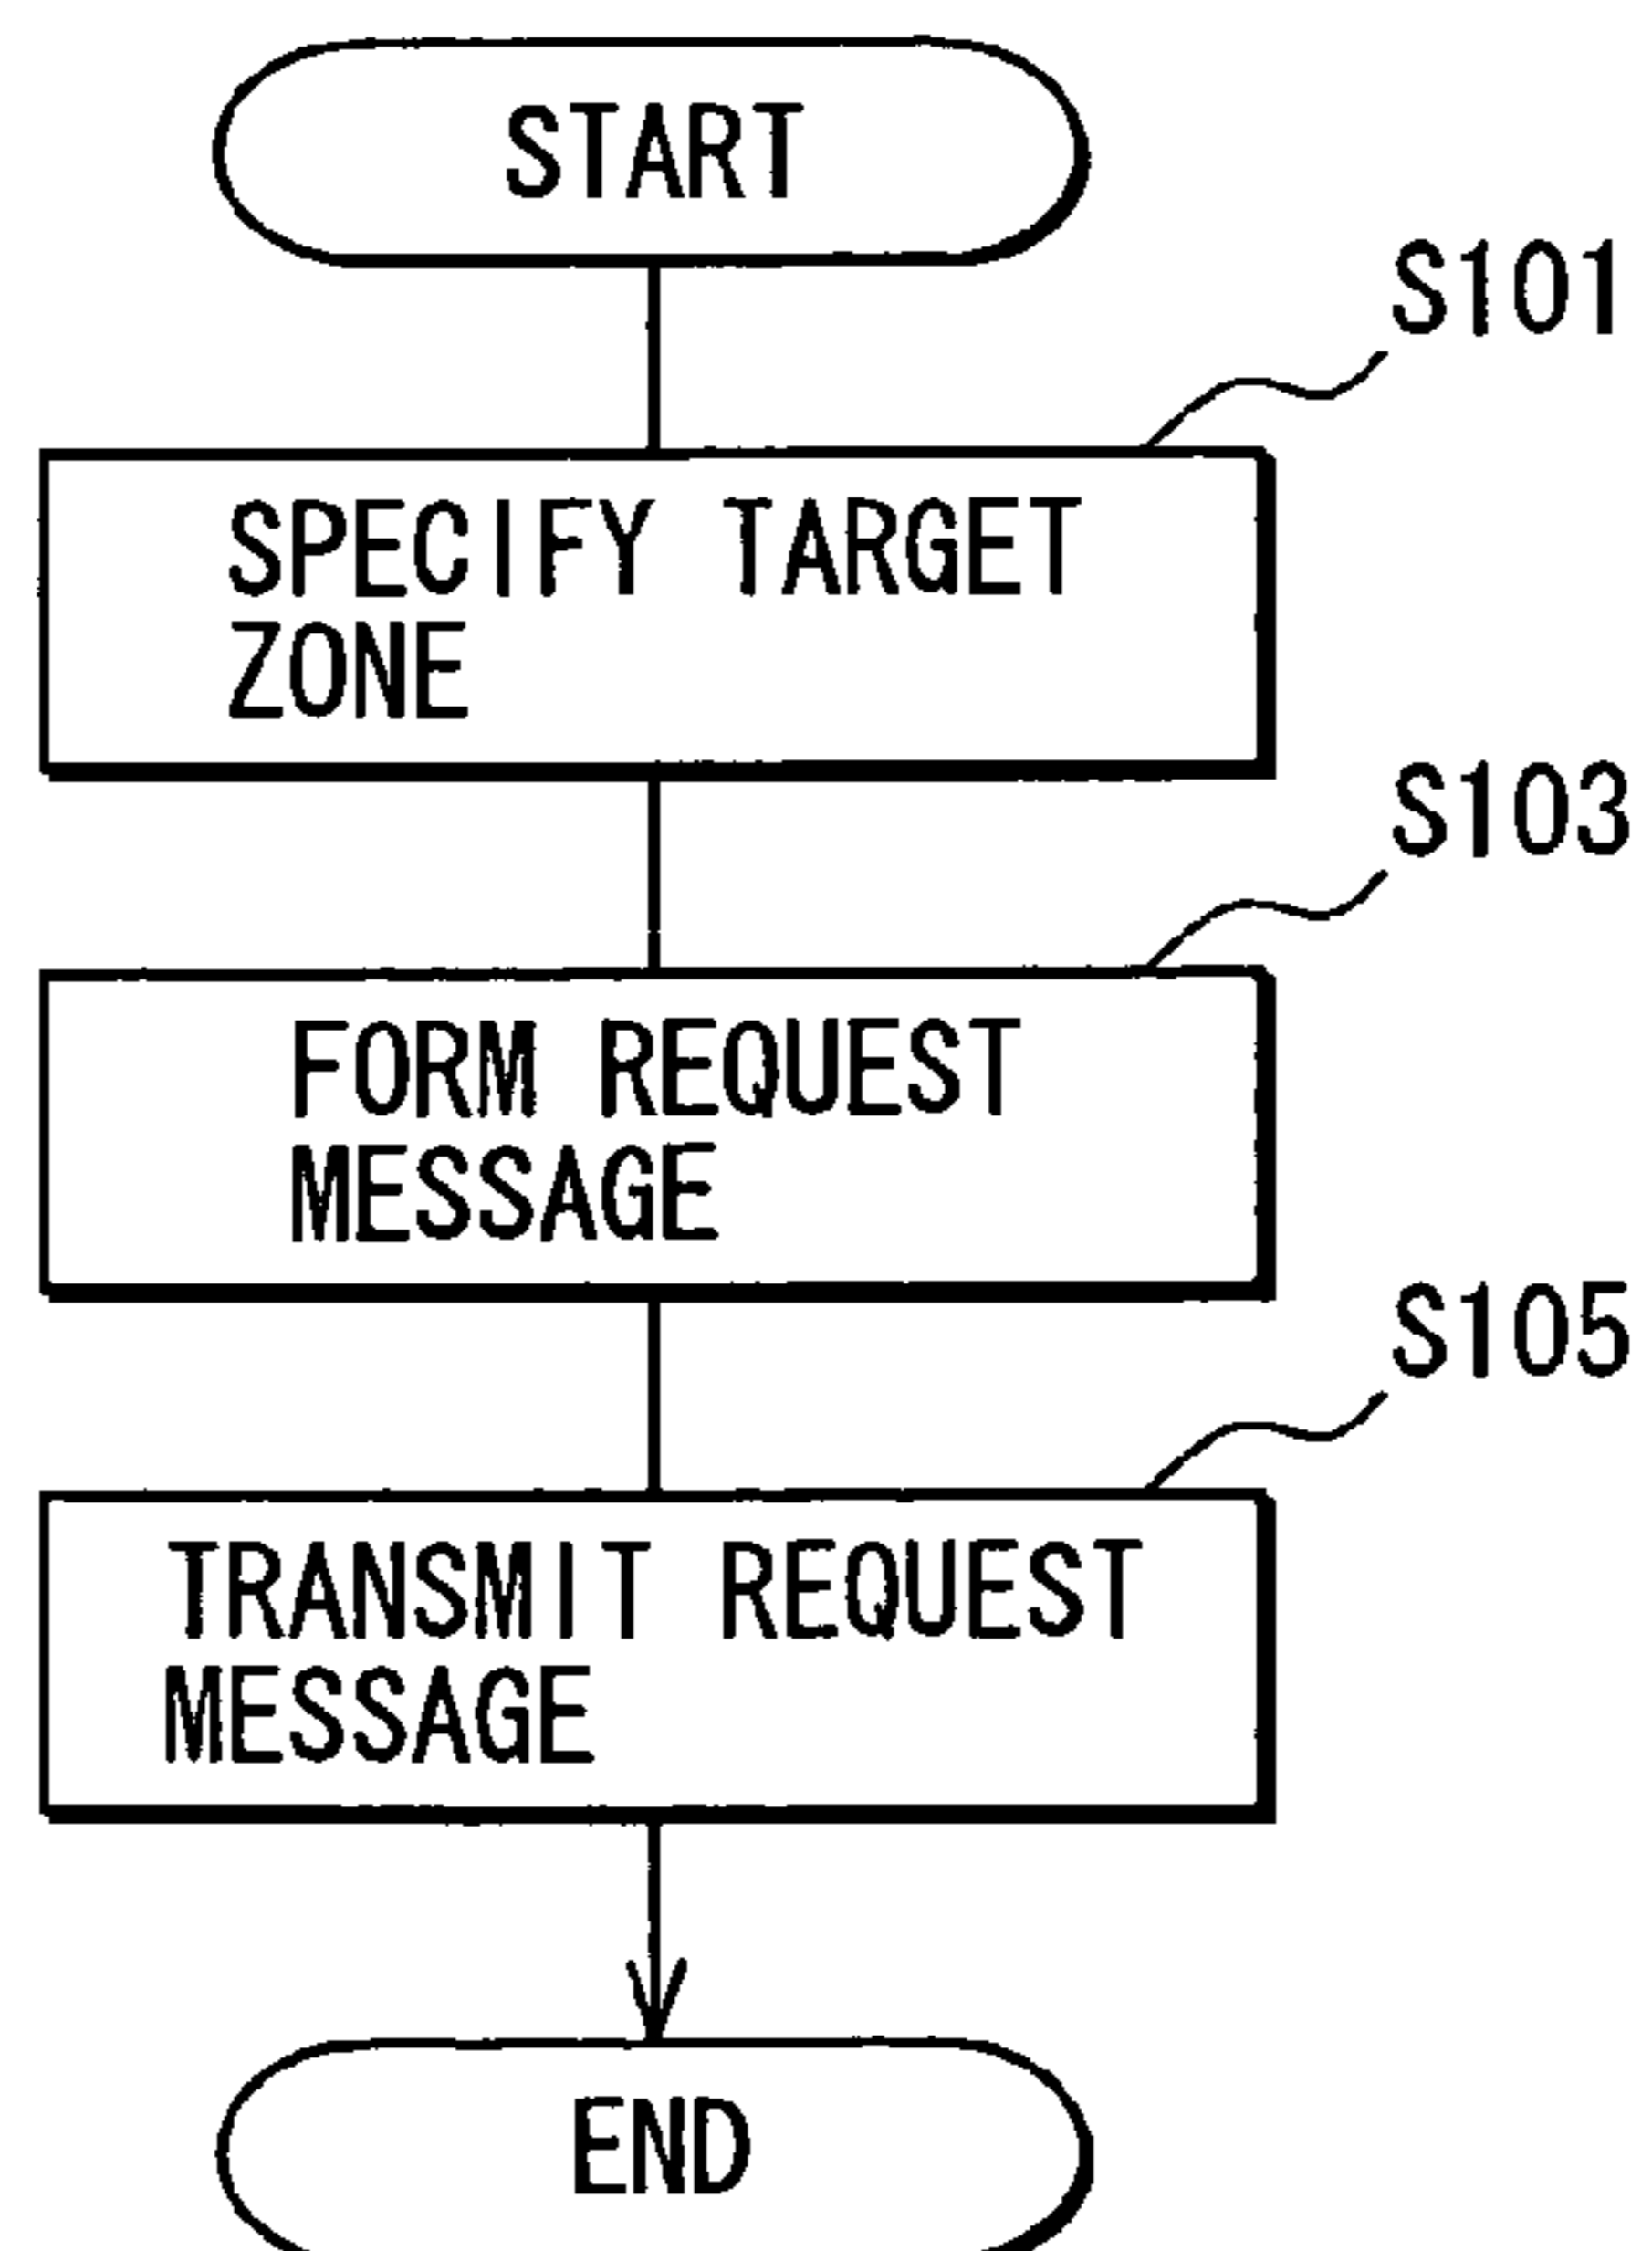 START
S101
SPECIFY TARGET
ZONE
S103
FORM REQUEST
MESSAGE
S105
TRANSMIT REQUEST
MESSAGE
END